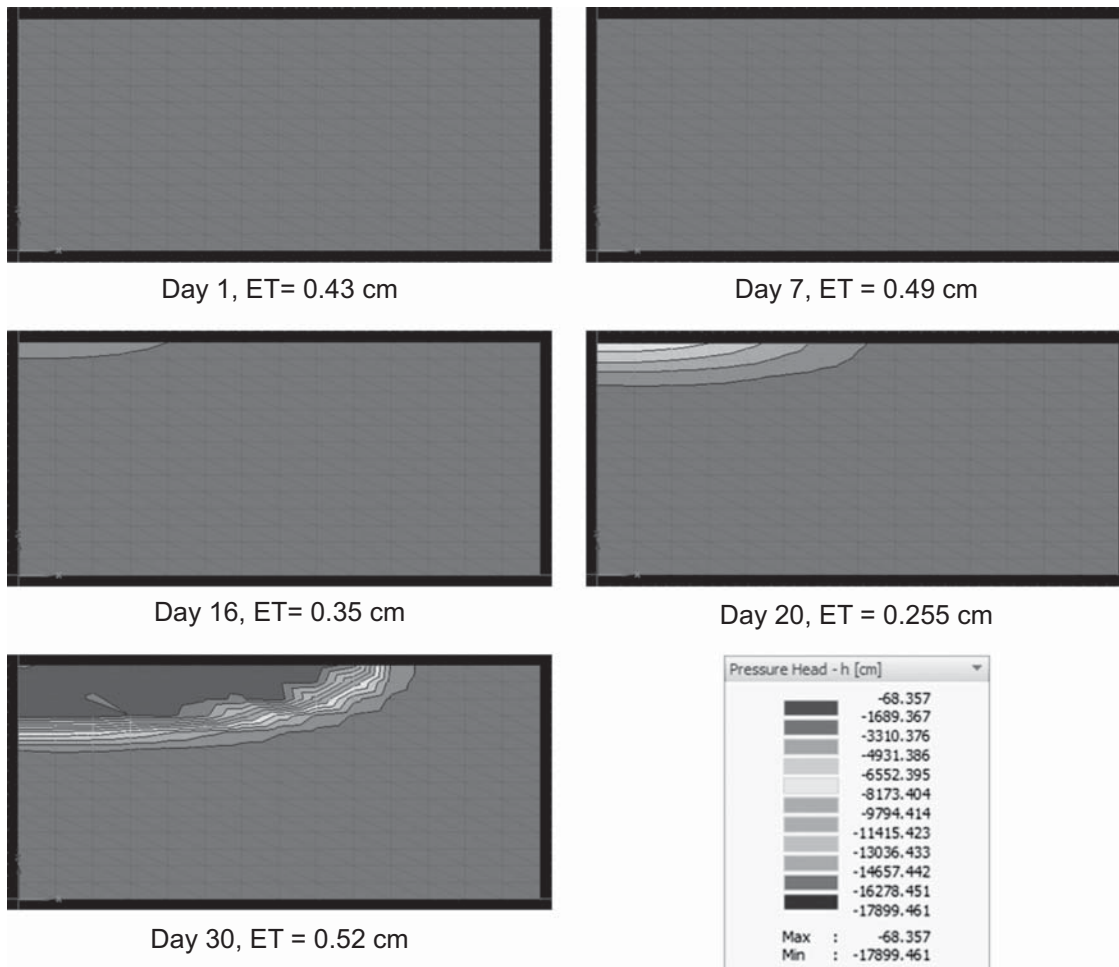 Day 1, ET= 0.43 cm
Day 7, ET = 0.49 cm
Day 16, ET= 0.35 cm
Day 20, ET = 0.255 cm
Day 30, ET = 0.52 cm
Pressure Head - h [cm]
-68.357
-1689.367
-3310.376
-4931.386
-6552.395
-8173.404
-9794.414
-11415.423
-13036.433
-14657.442
-16278.451
-17899.461
Max : -68.357
Min : -17899.461